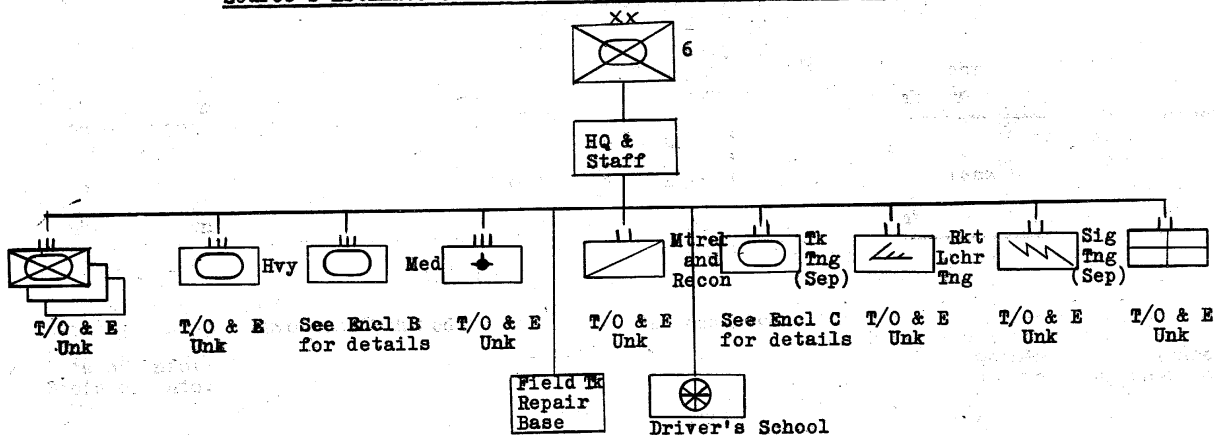 XX
6
HQ &
Staff
Hvy
Med
Mtrel
and
Recon
Tk
Tng
(Sep)
Rkt
Lchr
Tng
Sig
Tng
(Sep)
T/O & E
Unk
T/O & E
Unk
See Encl B
for details
T/O & E
Unk
T/O & E
Unk
See Encl C
for details
T/O & E
Unk
T/O & E
Unk
T/O & E
Unk
Field Tk
Repair
Base
Driver's School